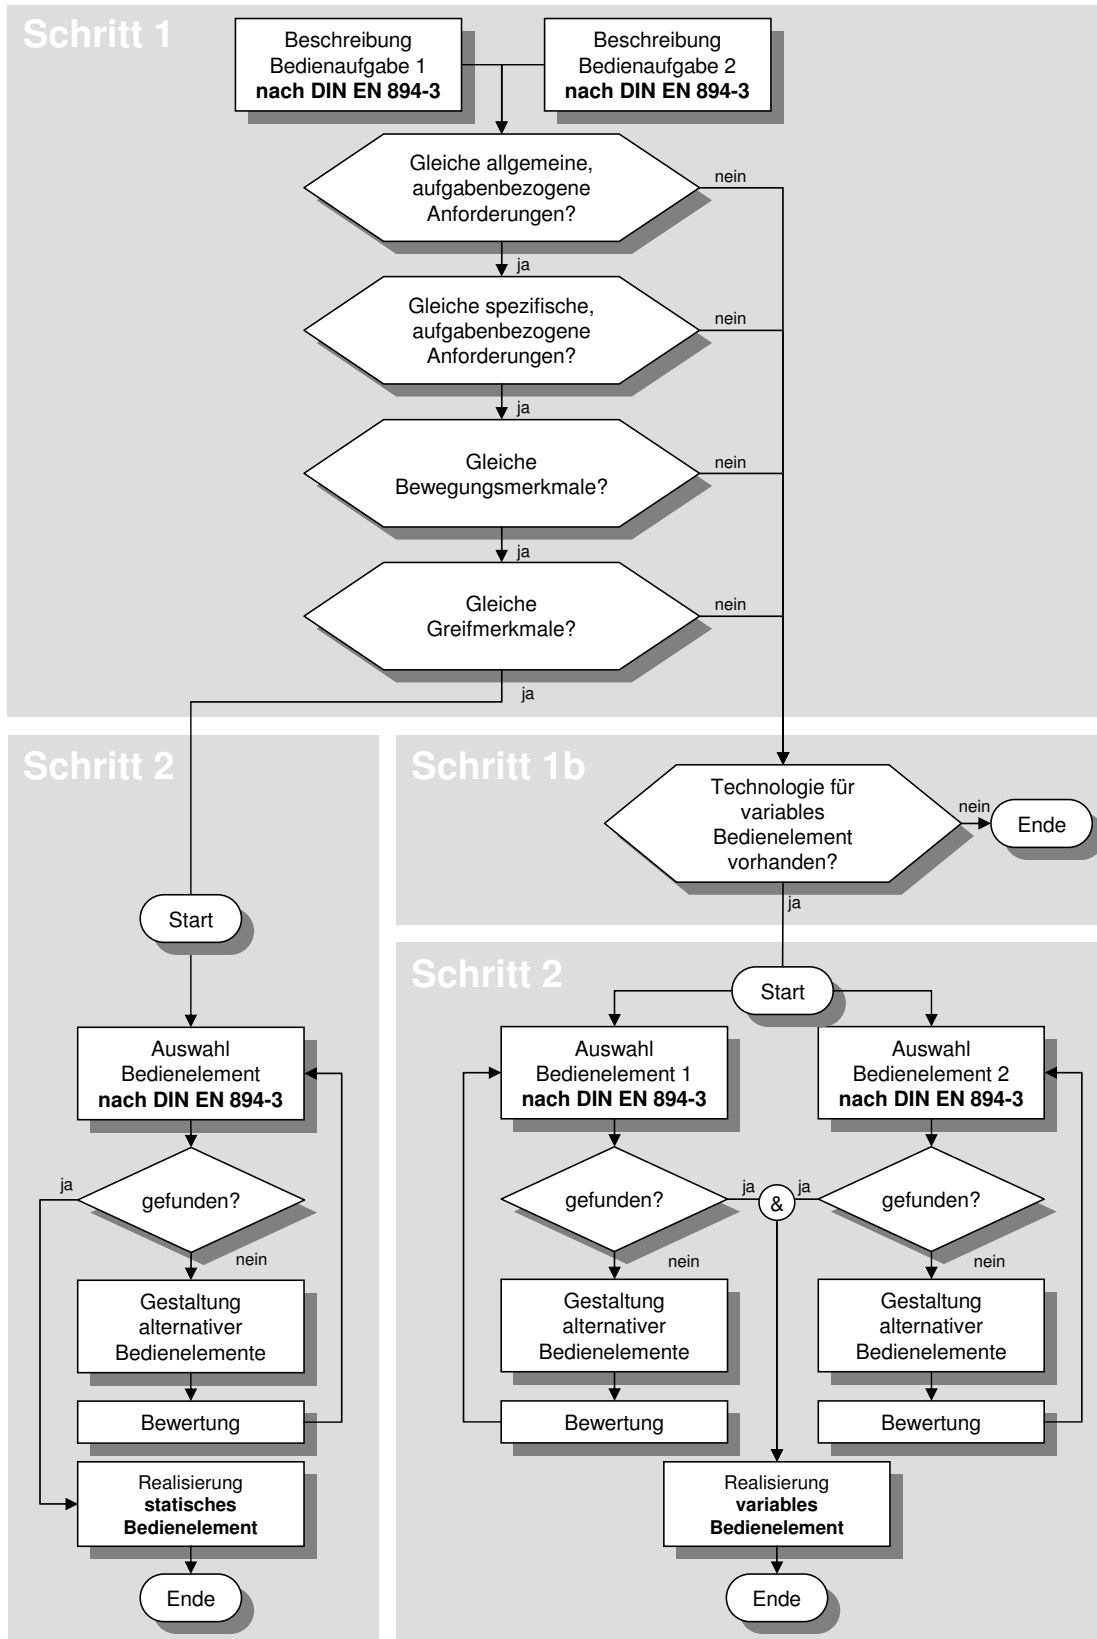 Schritt 1
Beschreibung
Bedienaufgabe 1
nach DIN EN 894-3
Beschreibung
Bedienaufgabe 2
nach DIN EN 894-3
Gleiche allgemeine,
aufgabenbezogene
Anforderungen?
nein
ja
Gleiche spezifische,
aufgabenbezogene
Anforderungen?
nein
ja
Gleiche
Bewegungsmerkmale?
nein
ja
Gleiche
Greifmerkmale?
nein
ja
Schritt 2
Start
Auswahl
Bedienelement
nach DIN EN 894-3
ja
gefunden?
nein
Gestaltung
alternativer
Bedienelemente
Bewertung
Realisierung
statisches
Bedienelement
Ende
Schritt 1b
Technologie für
variables
Bedienelement
vorhanden?
nein
Ende
ja
Schritt 2
Start
Auswahl
Bedienelement 1
nach DIN EN 894-3
gefunden?
ja
nein
Gestaltung
alternativer
Bedienelemente
Bewertung
&
Auswahl
Bedienelement 2
nach DIN EN 894-3
ja
gefunden?
nein
Gestaltung
alternativer
Bedienelemente
Bewertung
Realisierung
variables
Bedienelement
Ende